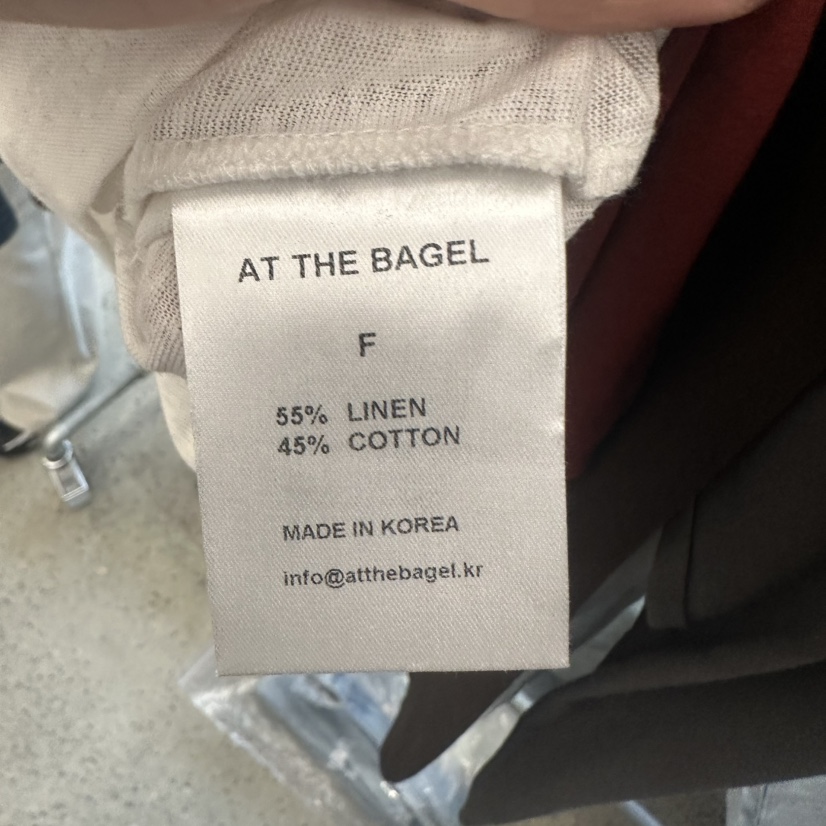 AT THE BAGEL
F
55% LINEN
45% COTTON
MADE IN KOREA
info@atthebagel.kr